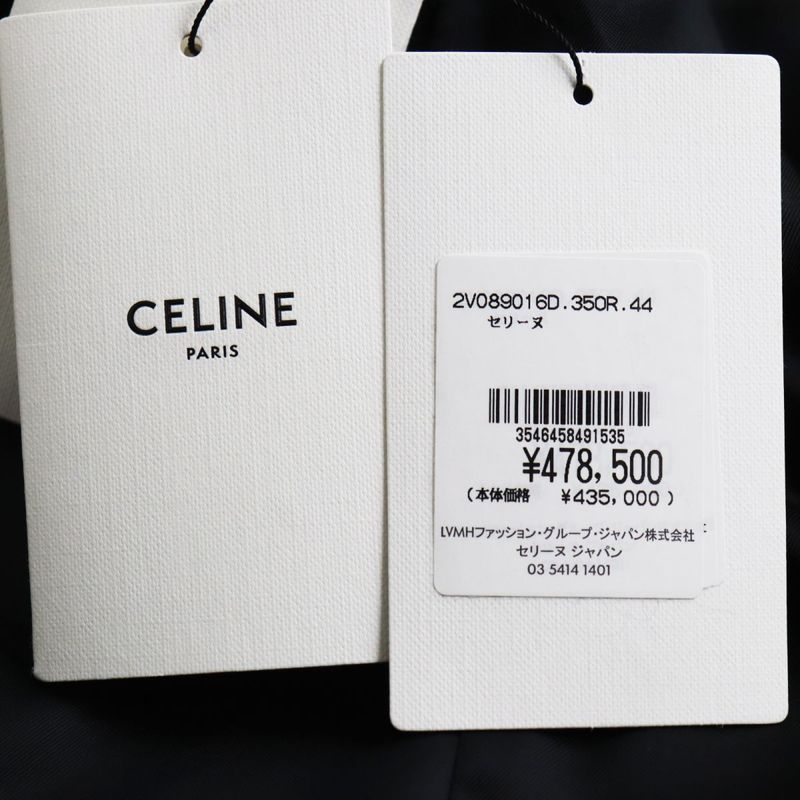 CELINE
PARIS
2V089016D.350R.44
セリーヌ
3546458491535
¥478,500
(本体価格 ¥435,000)
LVMHファッション・グループ・ジャパン株式会社
セリーヌ ジャパン
03 5414 1401